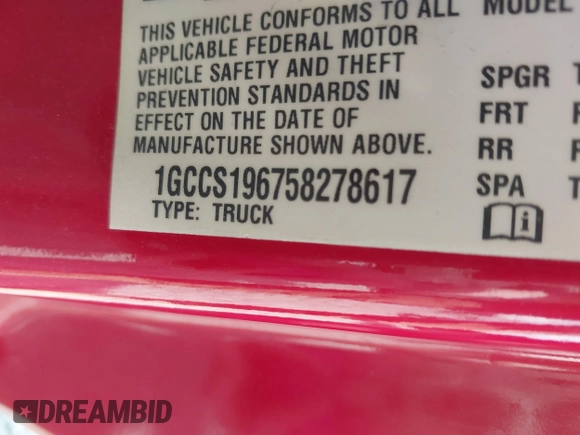 THIS VEHICLE CONFORMS TO ALL
APPLICABLE FEDERAL MOTOR
VEHICLE SAFETY AND THEFT
PREVENTION STANDARDS IN
EFFECT ON THE DATE OF
MANUFACTURE SHOWN ABOVE.
1GCCS196758278617
TYPE: TRUCK
MODEL
SPGR
FRT
RR
SPA
DREAMBID